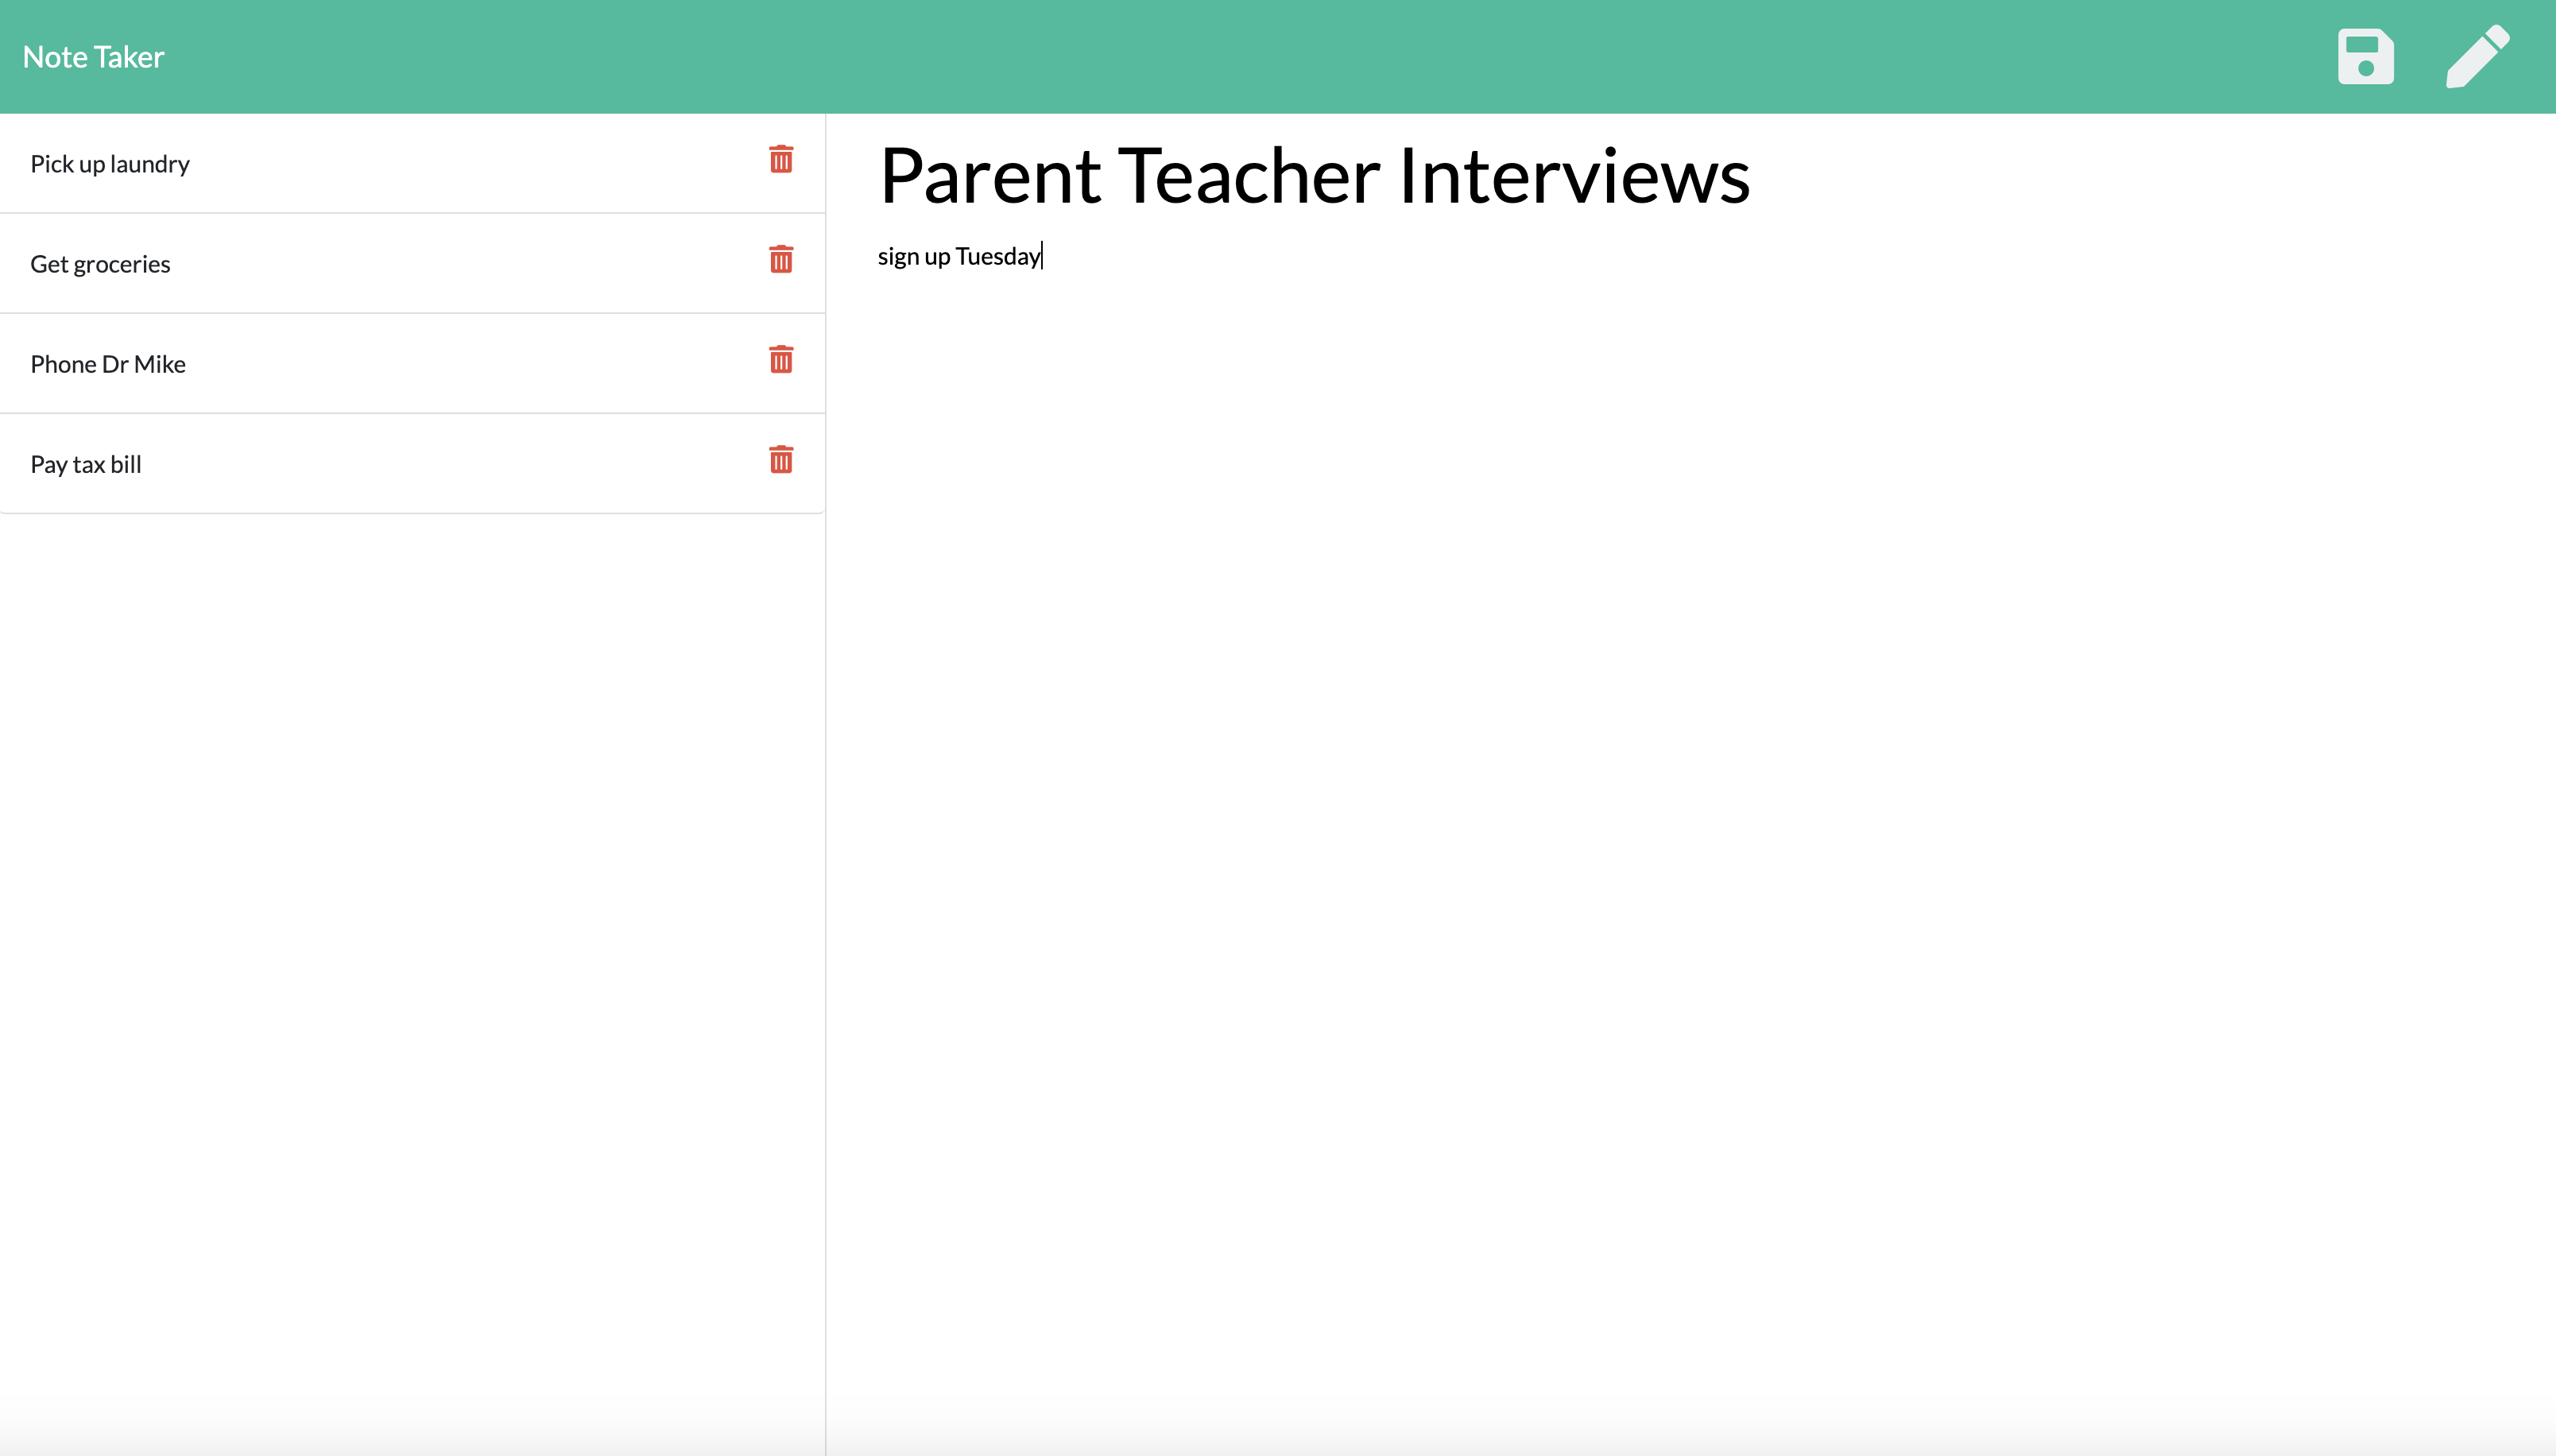 Note Taker
Pick up laundry
Get groceries
Phone Dr Mike
Pay tax bill
Parent Teacher Interviews
sign up Tuesday